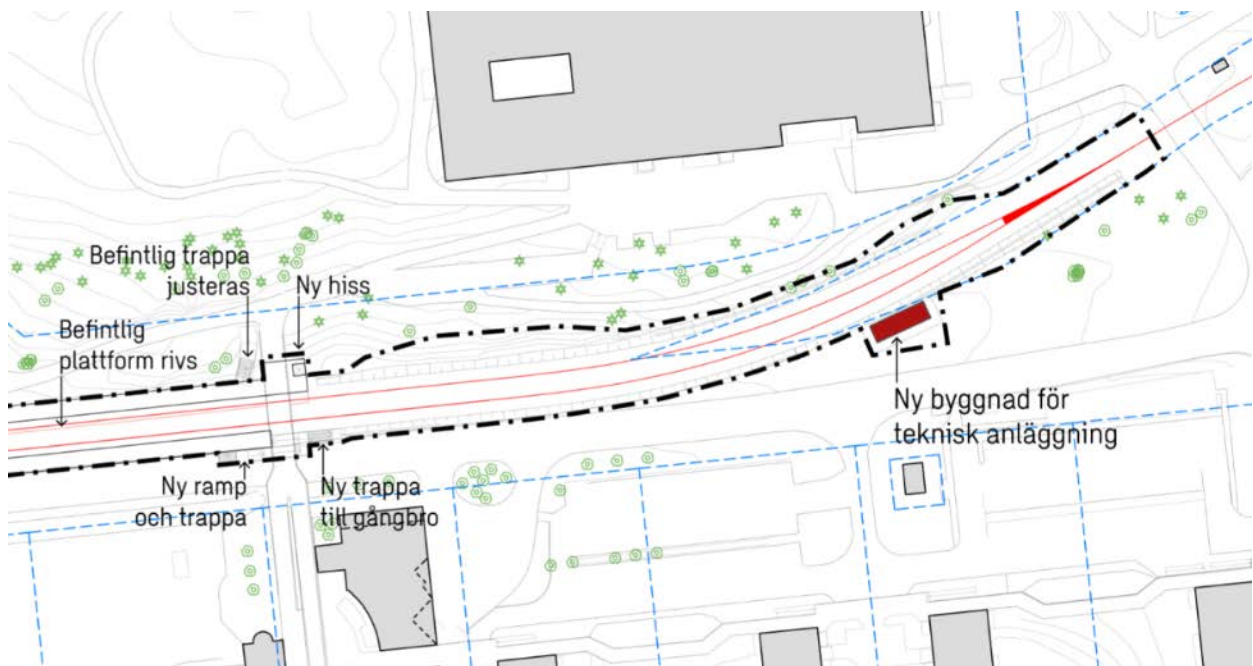 Befintlig trappa
justeras
Ny hiss
Befintlig
plattform rivs
Ny byggnad för
teknisk anläggning
Ny ramp
och trappa
Ny trappa
till gångbro